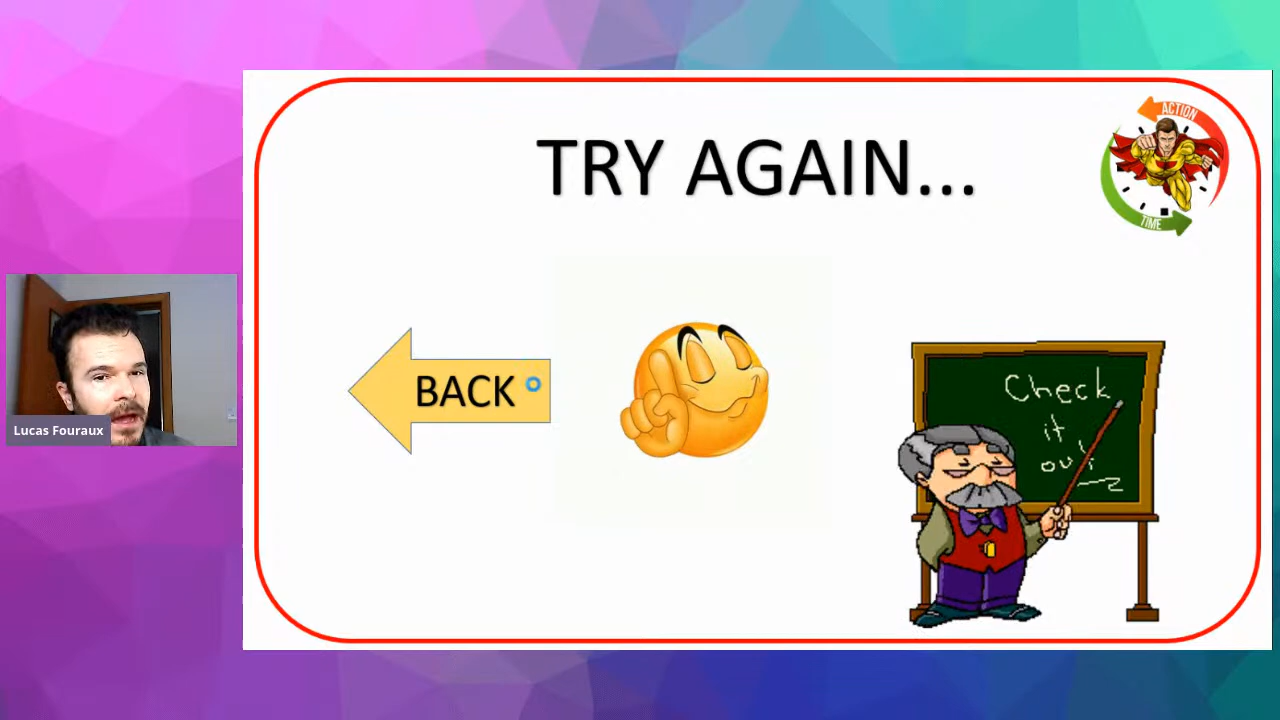 TRY AGAIN...
ACTION
TIME
BACK
Check
it
out
Lucas Fouraux